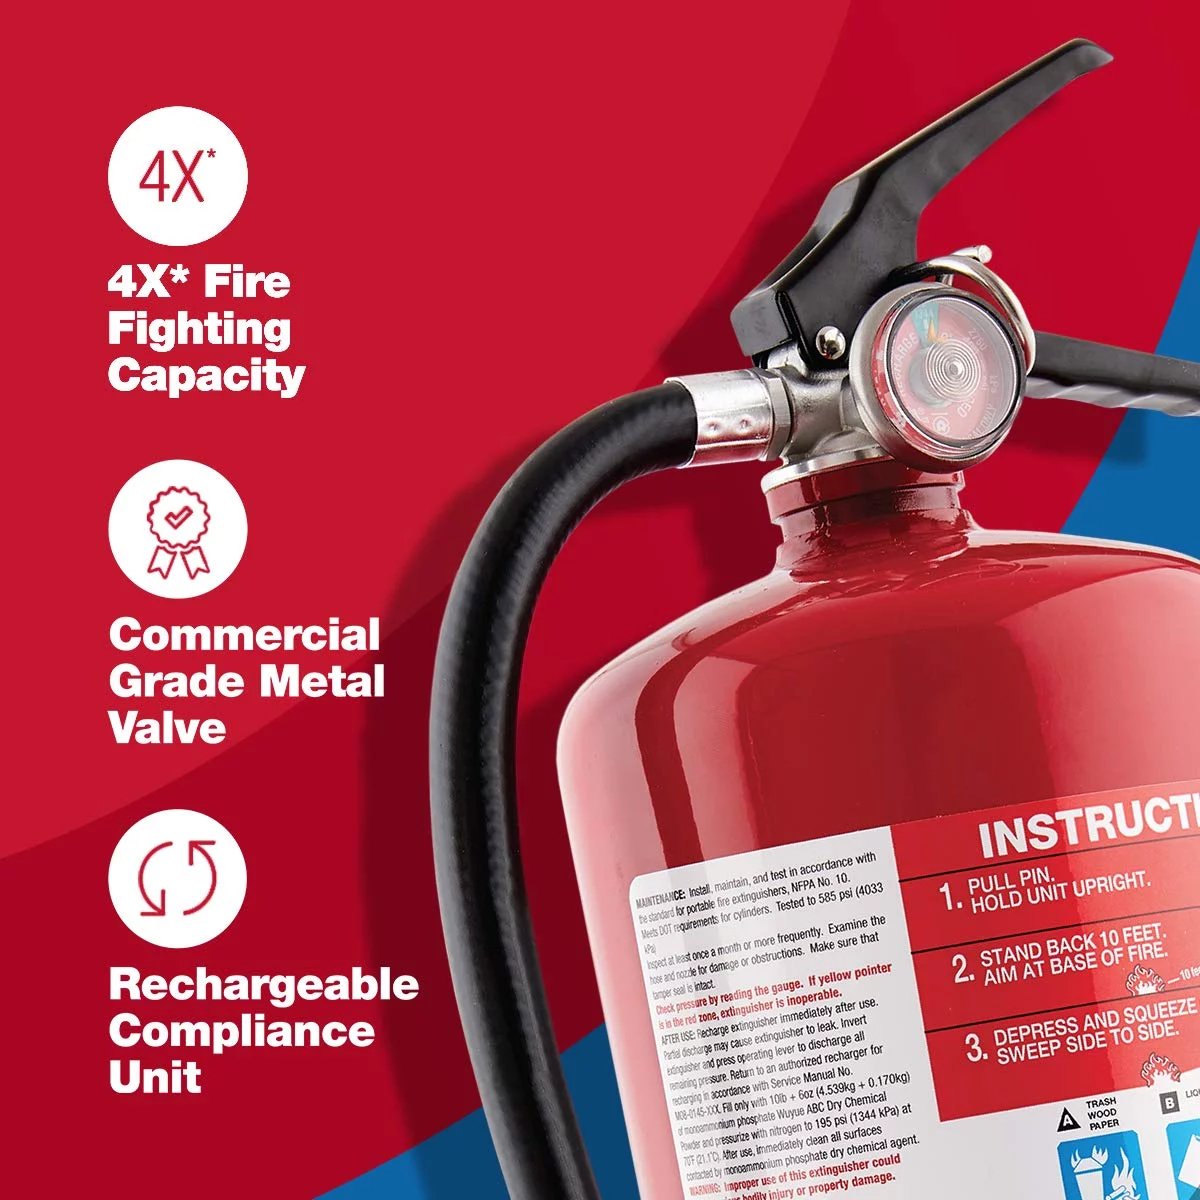 4X*
4X* Fire
Fighting
Capacity
Commercial
Grade Metal
Valve
Rechargeable
Compliance
Unit
MAINTENANCE: Install, maintain, and test in accordance with
the standard for portable fire extinguishers, NFPA No. 10.
Meets DOT requirements for cylinders. Tested to 585 psi (4033
kPa)
Inspect at least once a month or more frequently. Examine the
hose and nozzle for damage or obstructions. Make sure that
tamper seal is intact.
Check pressure by reading the gauge. If yellow pointer
is in the red zone, extinguisher is inoperable.
AFTER USE: Recharge extinguisher immediately after use.
Partial discharge may cause extinguisher to leak. Invert
extinguisher and press operating lever to discharge all
remaining pressure. Return to an authorized recharger for
recharging in accordance with Service Manual No.
M08-0145-XXX. Fill only with 10lb + 6oz (4.539kg + 0.170kg)
of monoammonium phosphate Wuyue ABC Dry Chemical
Powder and pressurize with nitrogen to 195 psi (1344 kPa) at
70°F (21.1°C). After use, immediately clean all surfaces
contacted by monoammonium phosphate dry chemical agent.
WARNING: Improper use of this extinguisher could
bodily injury or property damage.
INSTRUCTI
1. PULL PIN.
HOLD UNIT UPRIGHT.
2. STAND BACK 10 FEET.
AIM AT BASE OF FIRE.
3. DEPRESS AND SQUEEZE
SWEEP SIDE TO SIDE.
A TRASH
WOOD
PAPER
B